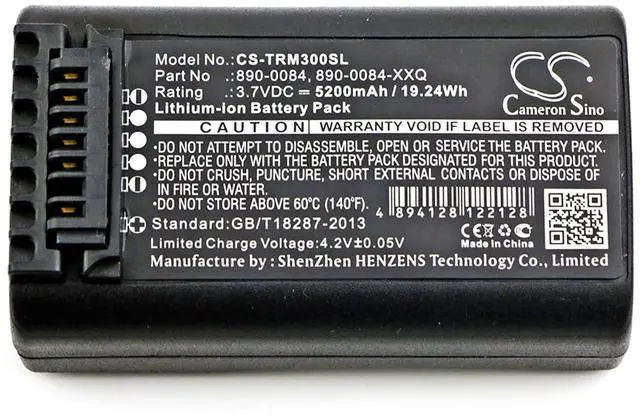 Model No.:CS-TRM300SL
Part No :890-0084, 890-0084-XXQ
Rating :3.7VDC ⎓ 5200mAh / 19.24Wh
Lithium-ion Battery Pack
Cameron Sino
CAUTION WARRANTY VOID IF LABEL IS REMOVED
•DO NOT ATTEMPT TO DISASSEMBLE, OPEN OR SERVICE THE BATTERY PACK.
•REPLACE ONLY WITH THE BATTERY PACK DESIGNATED FOR THIS PRODUCT.
•DO NOT CRUSH, PUNCTURE, SHORT EXTERNAL CONTACTS OR DISPOSE OF
IN FIRE OR WATER.
•DO NOT STORE ABOVE 60℃ (140℉).
4 894128 122128
Standard:GB/T18287-2013
Limited Charge Voltage:4.2V±0.05V
CE FC Made In China
Manufacture by : ShenZhen HENZENS Technology Co., Limited